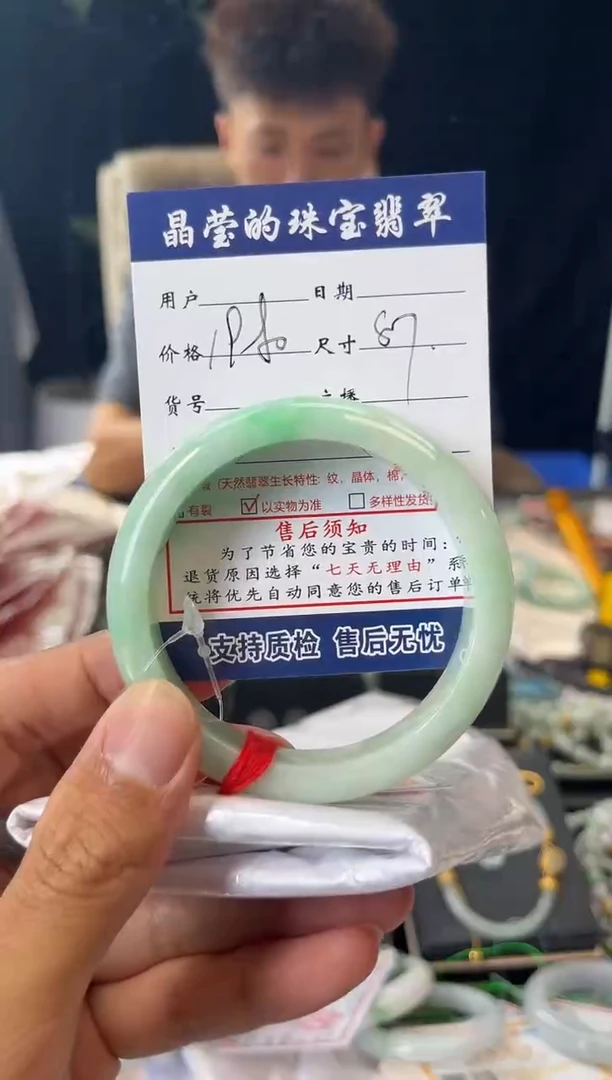 晶莹的珠宝翡翠
用户 日期
价格 尺寸 57.
货号
(天然翡翠生长特性: 纹, 晶体, 棉,
有裂 ☑以实物为准 □多样性发货
售后须知
为了节省您的宝贵的时间:
退货原因选择“七天无理由”系
统将优先自动同意您的售后订单
支持质检 售后无忧